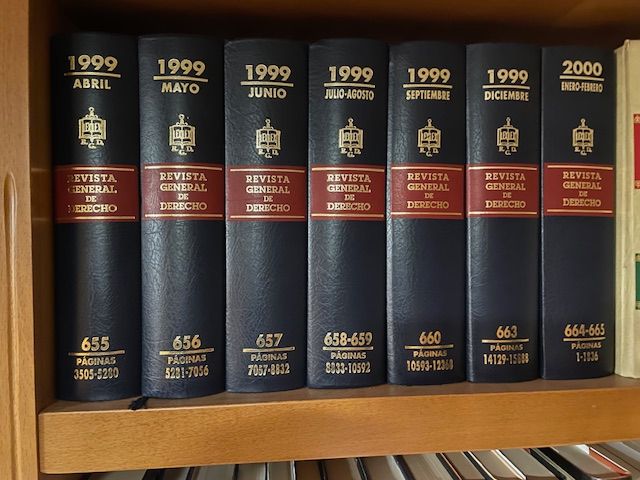 1999
ABRIL
REVISTA
GENERAL
DE
DERECHO
655
PÁGINAS
3505-5280
1999
MAYO
REVISTA
GENERAL
DE
DERECHO
656
PÁGINAS
5281-7056
1999
JUNIO
REVISTA
GENERAL
DE
DERECHO
657
PÁGINAS
7057-8832
1999
JULIO-AGOSTO
REVISTA
GENERAL
DE
DERECHO
658-659
PÁGINAS
8833-10592
1999
SEPTIEMBRE
REVISTA
GENERAL
DE
DERECHO
660
PÁGINAS
10593-12368
1999
DICIEMBRE
REVISTA
GENERAL
DE
DERECHO
663
PÁGINAS
14129-15088
2000
ENERO-FEBRERO
REVISTA
GENERAL
DE
DERECHO
664-665
PÁGINAS
1-1836